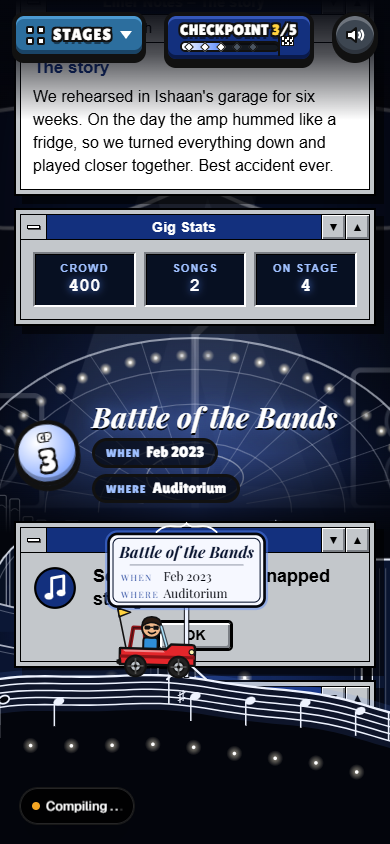 STAGES
CHECKPOINT 3/5
The story
We rehearsed in Ishaan's garage for six
weeks. On the day the amp hummed like a
fridge, so we turned everything down and
played closer together. Best accident ever.
Gig Stats
CROWD
400
SONGS
2
ON STAGE
4
Battle of the Bands
3
WHEN Feb 2023
WHERE Auditorium
Battle of the Bands
WHEN Feb 2023
WHERE Auditorium
Compiling...